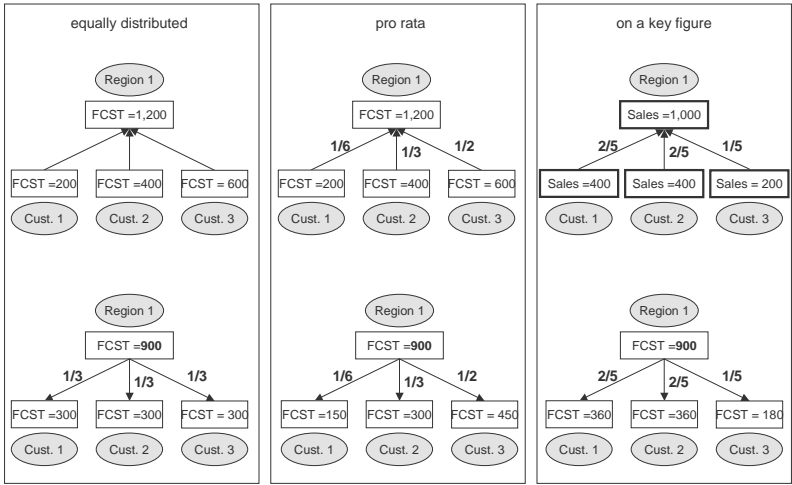 equally distributed
Region 1
FCST =1,200
FCST =200
FCST =400
FCST = 600
Cust. 1
Cust. 2
Cust. 3
Region 1
FCST =900
1/3
1/3
1/3
FCST =300
FCST =300
FCST = 300
Cust. 1
Cust. 2
Cust. 3
pro rata
Region 1
FCST =1,200
1/6
1/3
1/2
FCST =200
FCST =400
FCST = 600
Cust. 1
Cust. 2
Cust. 3
Region 1
FCST =900
1/6
1/3
1/2
FCST =150
FCST =300
FCST = 450
Cust. 1
Cust. 2
Cust. 3
on a key figure
Region 1
Sales =1,000
2/5
2/5
1/5
Sales =400
Sales =400
Sales = 200
Cust. 1
Cust. 2
Cust. 3
Region 1
FCST =900
2/5
2/5
1/5
FCST =360
FCST =360
FCST = 180
Cust. 1
Cust. 2
Cust. 3